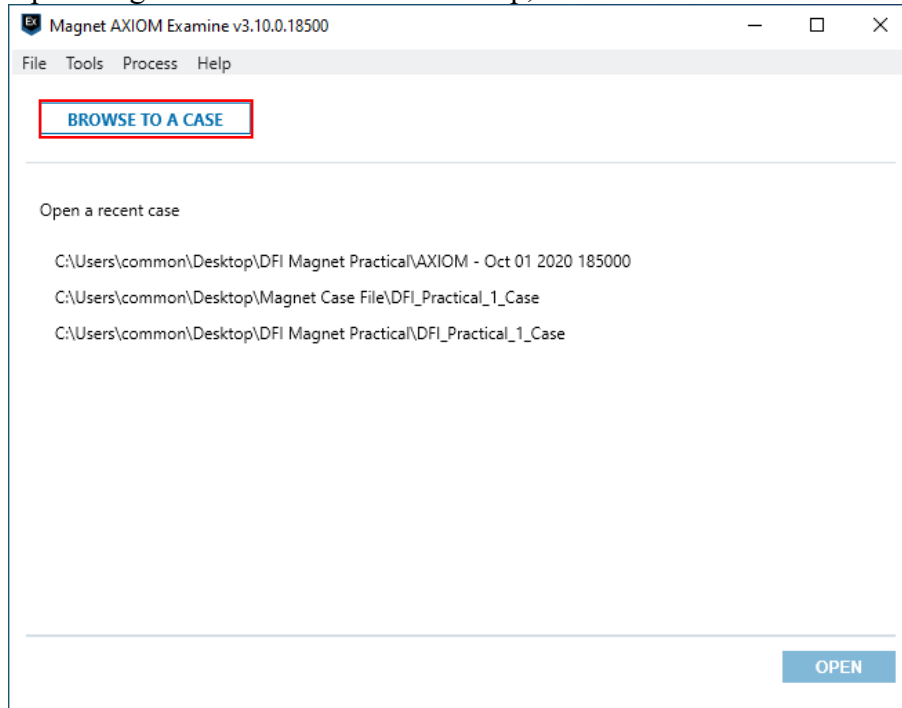 Magnet AXIOM Examine v3.10.0.18500
File Tools Process Help
BROWSE TO A CASE
Open a recent case
C:\Users\common\Desktop\DFI Magnet Practical\AXIOM - Oct 01 2020 185000
C:\Users\common\Desktop\Magnet Case File\DFI_Practical_1_Case
C:\Users\common\Desktop\DFI Magnet Practical\DFI_Practical_1_Case
OPEN